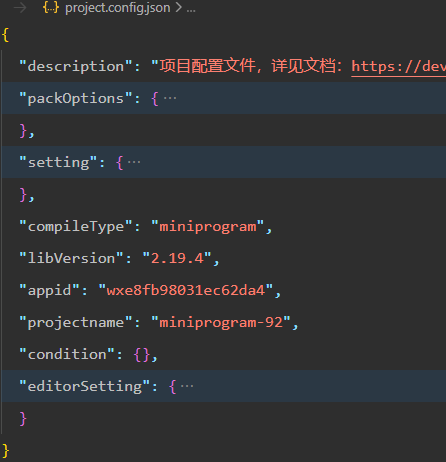 project.config.json > ...
{
"description": "项目配置文件，详见文档：https://dev
"packOptions": {···
},
"setting": {···
},
"compileType": "miniprogram",
"libVersion": "2.19.4",
"appid": "wxe8fb98031ec62da4",
"projectname": "miniprogram-92",
"condition": {},
"editorSetting": {···
}
}